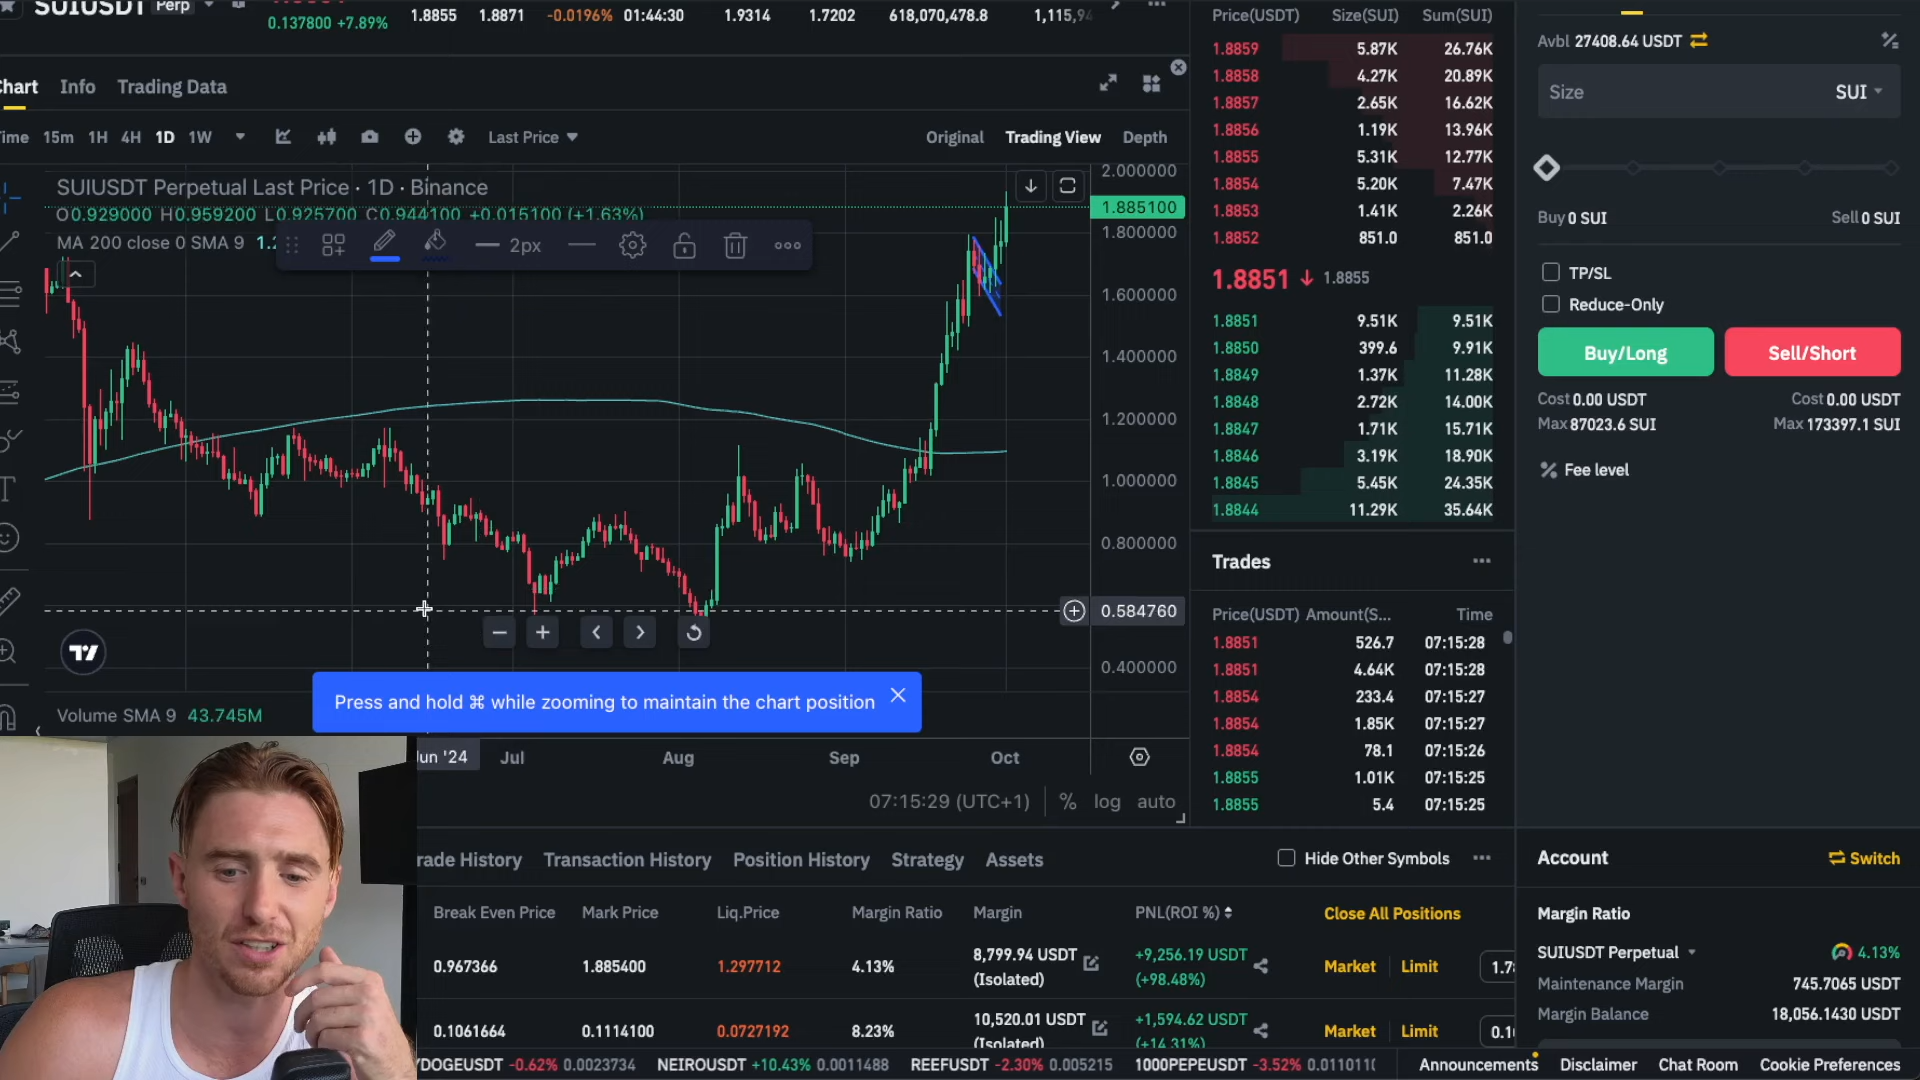 SUIUSDT Perp
0.137800 +7.89%
1.8855 1.8871 -0.0196% 01:44:30 1.9314 1.7202 618,070,478.8
Chart Info Trading Data
Time 15m 1H 4H 1D 1W Last Price Original Trading View Depth
SUIUSDT Perpetual Last Price · 1D · Binance
O0.929000 H0.959200 L0.925700 C0.944100 +0.015100 (+1.63%)
MA 200 close 0 SMA 9
2px
2.000000
1.885100
1.800000
1.600000
1.400000
1.200000
1.000000
0.800000
0.584760
0.400000
Volume SMA 9 43.745M
Press and hold ⌘ while zooming to maintain the chart position
Jun '24 Jul Aug Sep Oct
07:15:29 (UTC+1) % log auto
Price(USDT) Size(SUI) Sum(SUI)
1.8859 5.87K 26.76K
1.8858 4.27K 20.89K
1.8857 2.65K 16.62K
1.8856 1.19K 13.96K
1.8855 5.31K 12.77K
1.8854 5.20K 7.47K
1.8853 1.41K 2.26K
1.8852 851.0 851.0
1.8851 ↓ 1.8855
1.8851 9.51K 9.51K
1.8850 399.6 9.91K
1.8849 1.37K 11.28K
1.8848 2.72K 14.00K
1.8847 1.71K 15.71K
1.8846 3.19K 18.90K
1.8845 5.45K 24.35K
1.8844 11.29K 35.64K
Trades
Price(USDT) Amount(S... Time
1.8851 526.7 07:15:28
1.8851 4.64K 07:15:28
1.8854 233.4 07:15:27
1.8854 1.85K 07:15:27
1.8854 78.1 07:15:26
1.8855 1.01K 07:15:25
1.8855 5.4 07:15:25
Avbl 27408.64 USDT
Size SUI
Buy 0 SUI Sell 0 SUI
TP/SL
Reduce-Only
Buy/Long Sell/Short
Cost 0.00 USDT Cost 0.00 USDT
Max 87023.6 SUI Max 173397.1 SUI
% Fee level
Trade History Transaction History Position History Strategy Assets Hide Other Symbols
Break Even Price Mark Price Liq.Price Margin Ratio Margin PNL(ROI %) Close All Positions
0.967366 1.885400 1.297712 4.13% 8,799.94 USDT (Isolated) +9,256.19 USDT (+98.48%) Market Limit
0.1061664 0.1114100 0.0727192 8.23% 10,520.01 USDT (Isolated) +1,594.62 USDT (+14.31%) Market Limit
Account Switch
Margin Ratio
SUIUSDT Perpetual 4.13%
Maintenance Margin 745.7065 USDT
Margin Balance 18,056.1430 USDT
YDOGEUSDT -0.62% 0.0023734 NEIROUSDT +10.43% 0.0011488 REEFUSDT -2.30% 0.005215 1000PEPEUSDT -3.52%
Announcements Disclaimer Chat Room Cookie Preferences